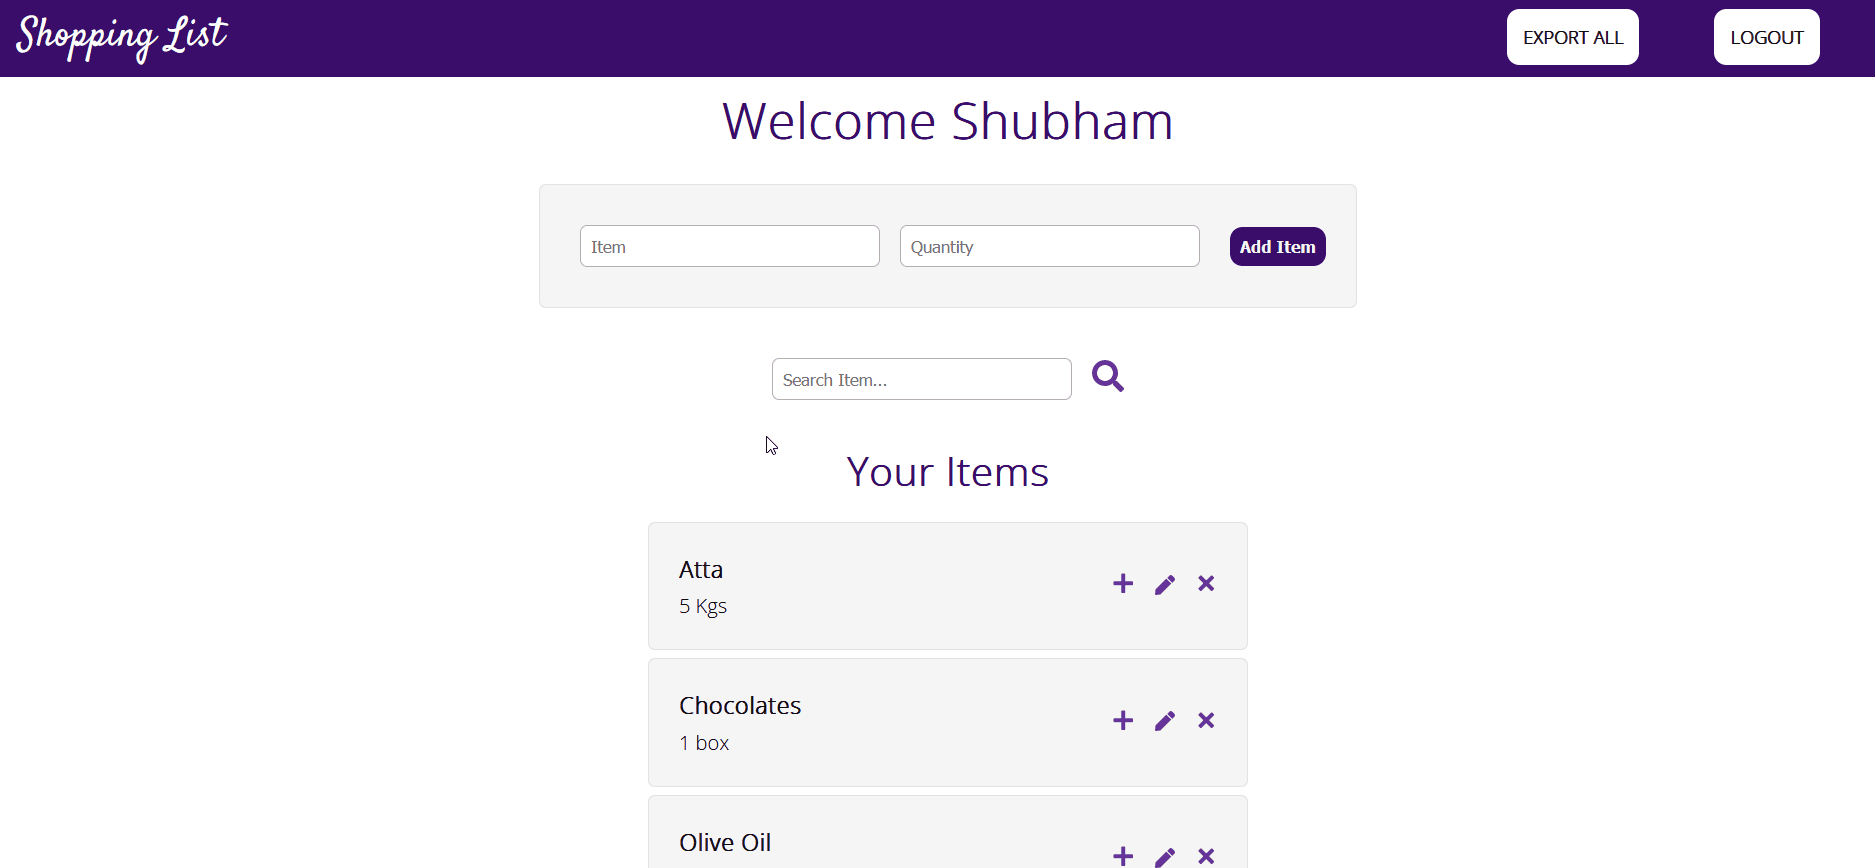 Shopping List
EXPORT ALL
LOGOUT
Welcome Shubham
Item
Quantity
Add Item
Search Item...
Your Items
Atta
5 Kgs
Chocolates
1 box
Olive Oil